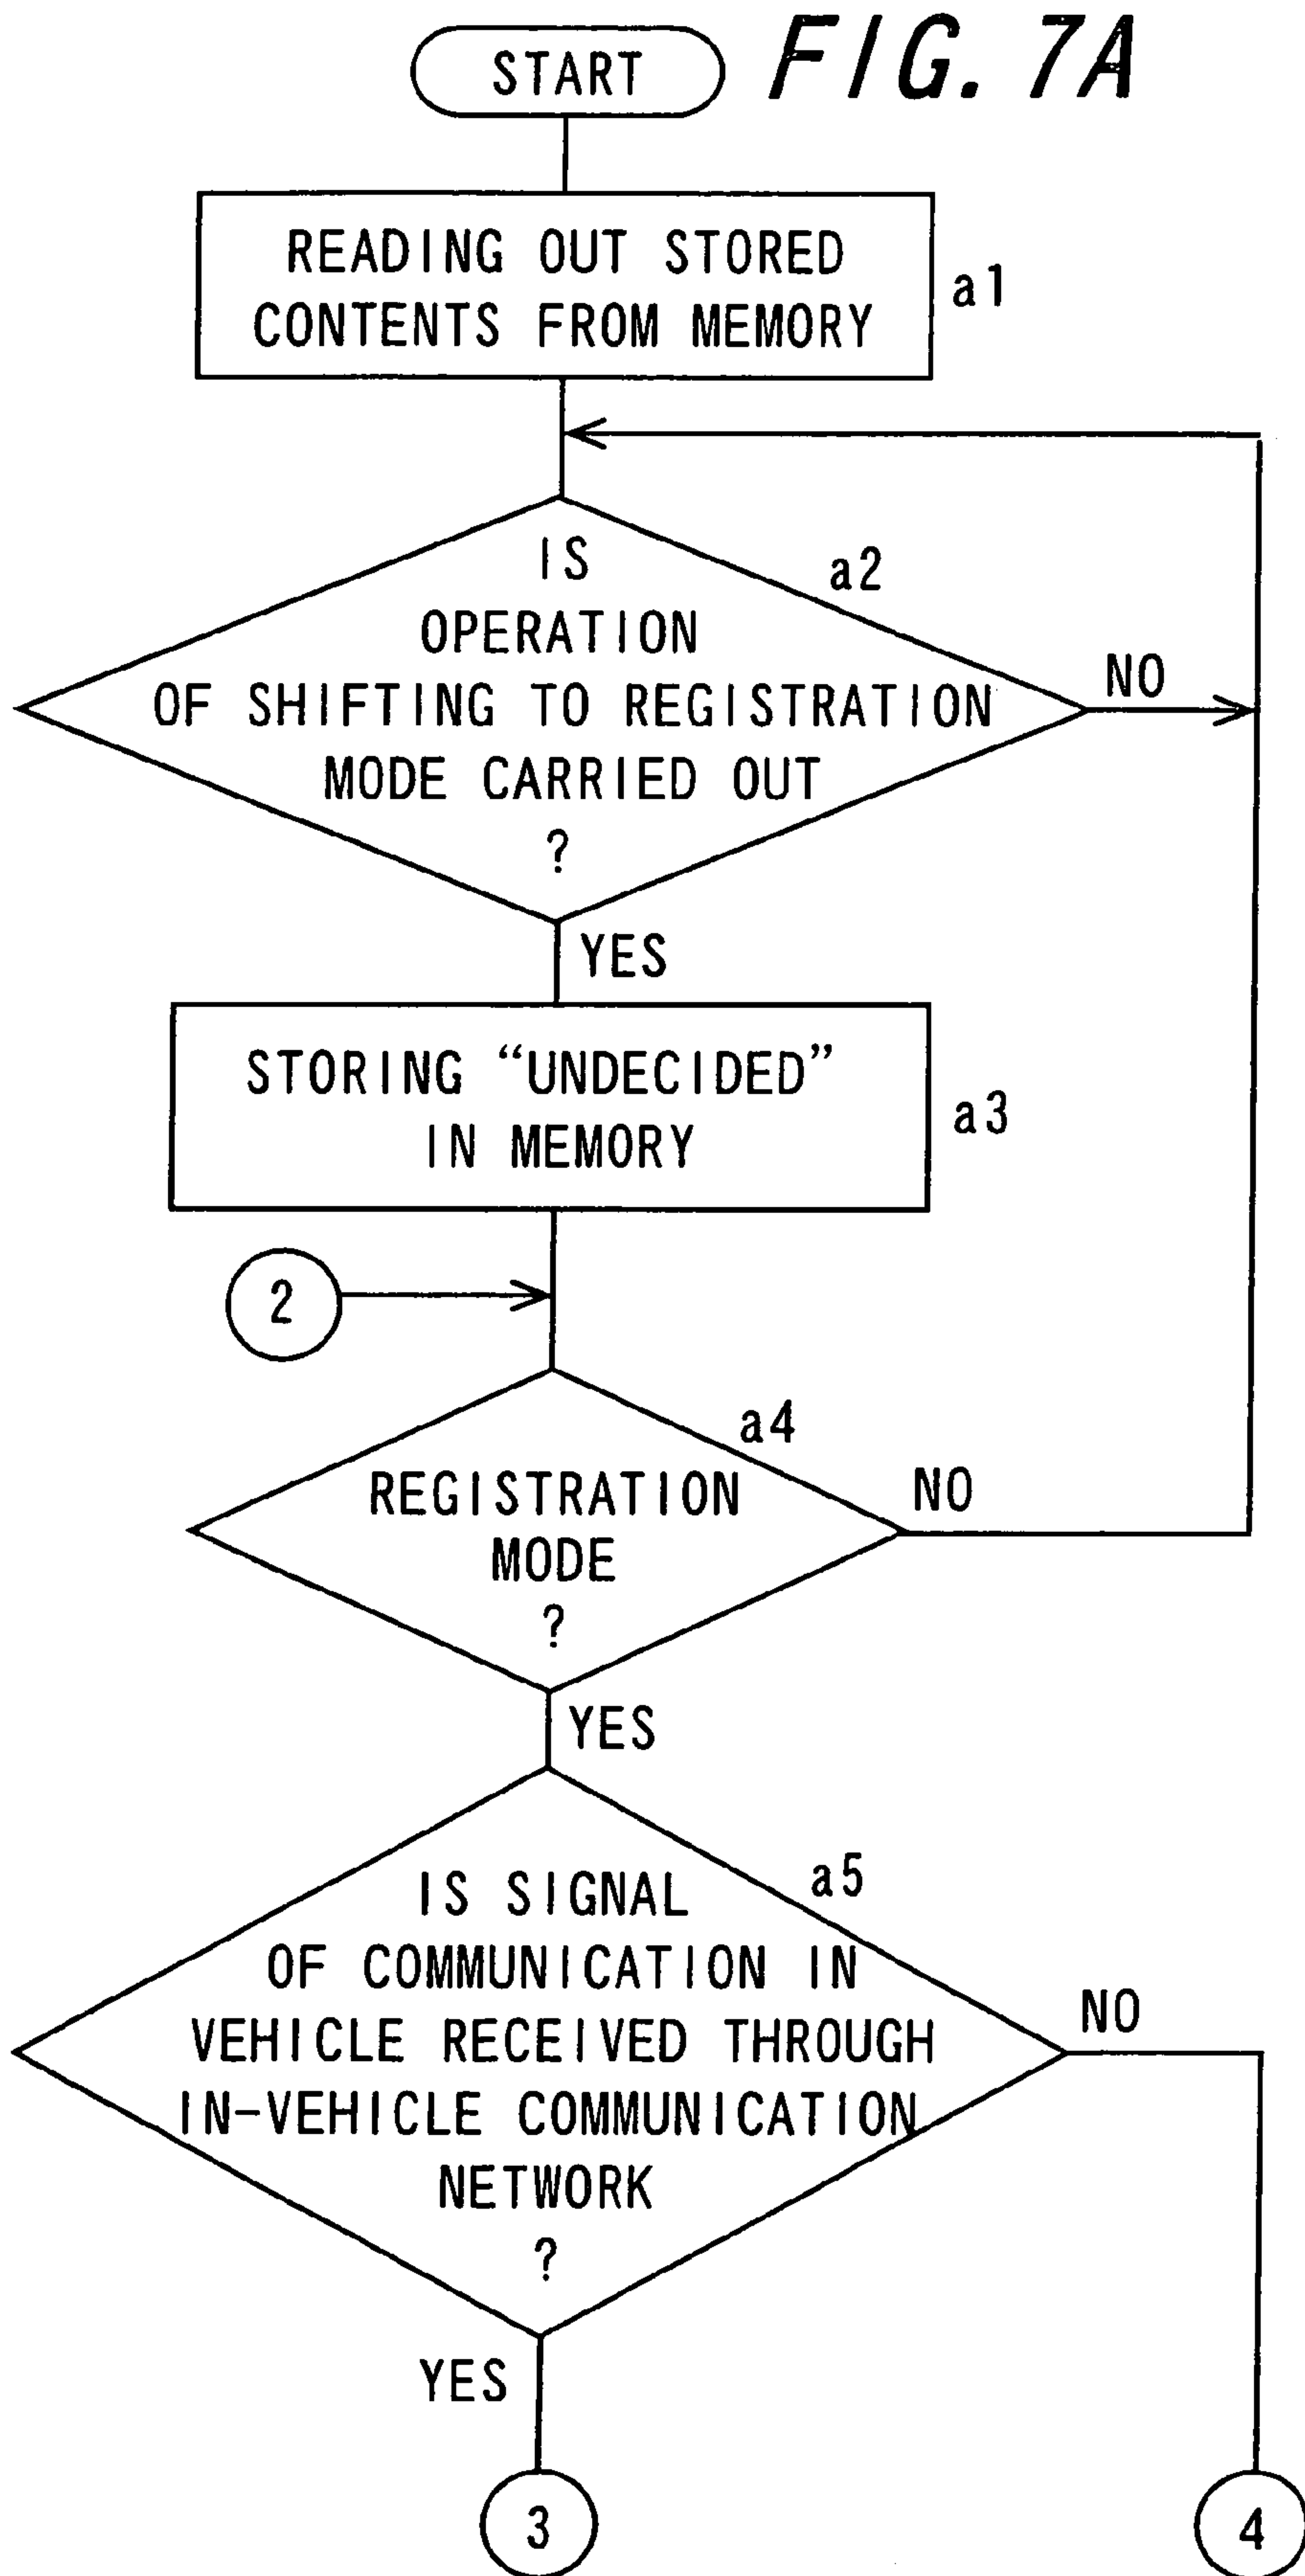 FIG. 7A
START
READING OUT STORED
CONTENTS FROM MEMORY
a1
IS
OPERATION
OF SHIFTING TO REGISTRATION
MODE CARRIED OUT
?
a2
NO
YES
STORING “UNDECIDED”
IN MEMORY
a3
2
REGISTRATION
MODE
?
a4
NO
YES
IS SIGNAL
OF COMMUNICATION IN
VEHICLE RECEIVED THROUGH
IN-VEHICLE COMMUNICATION
NETWORK
?
a5
NO
YES
3
4